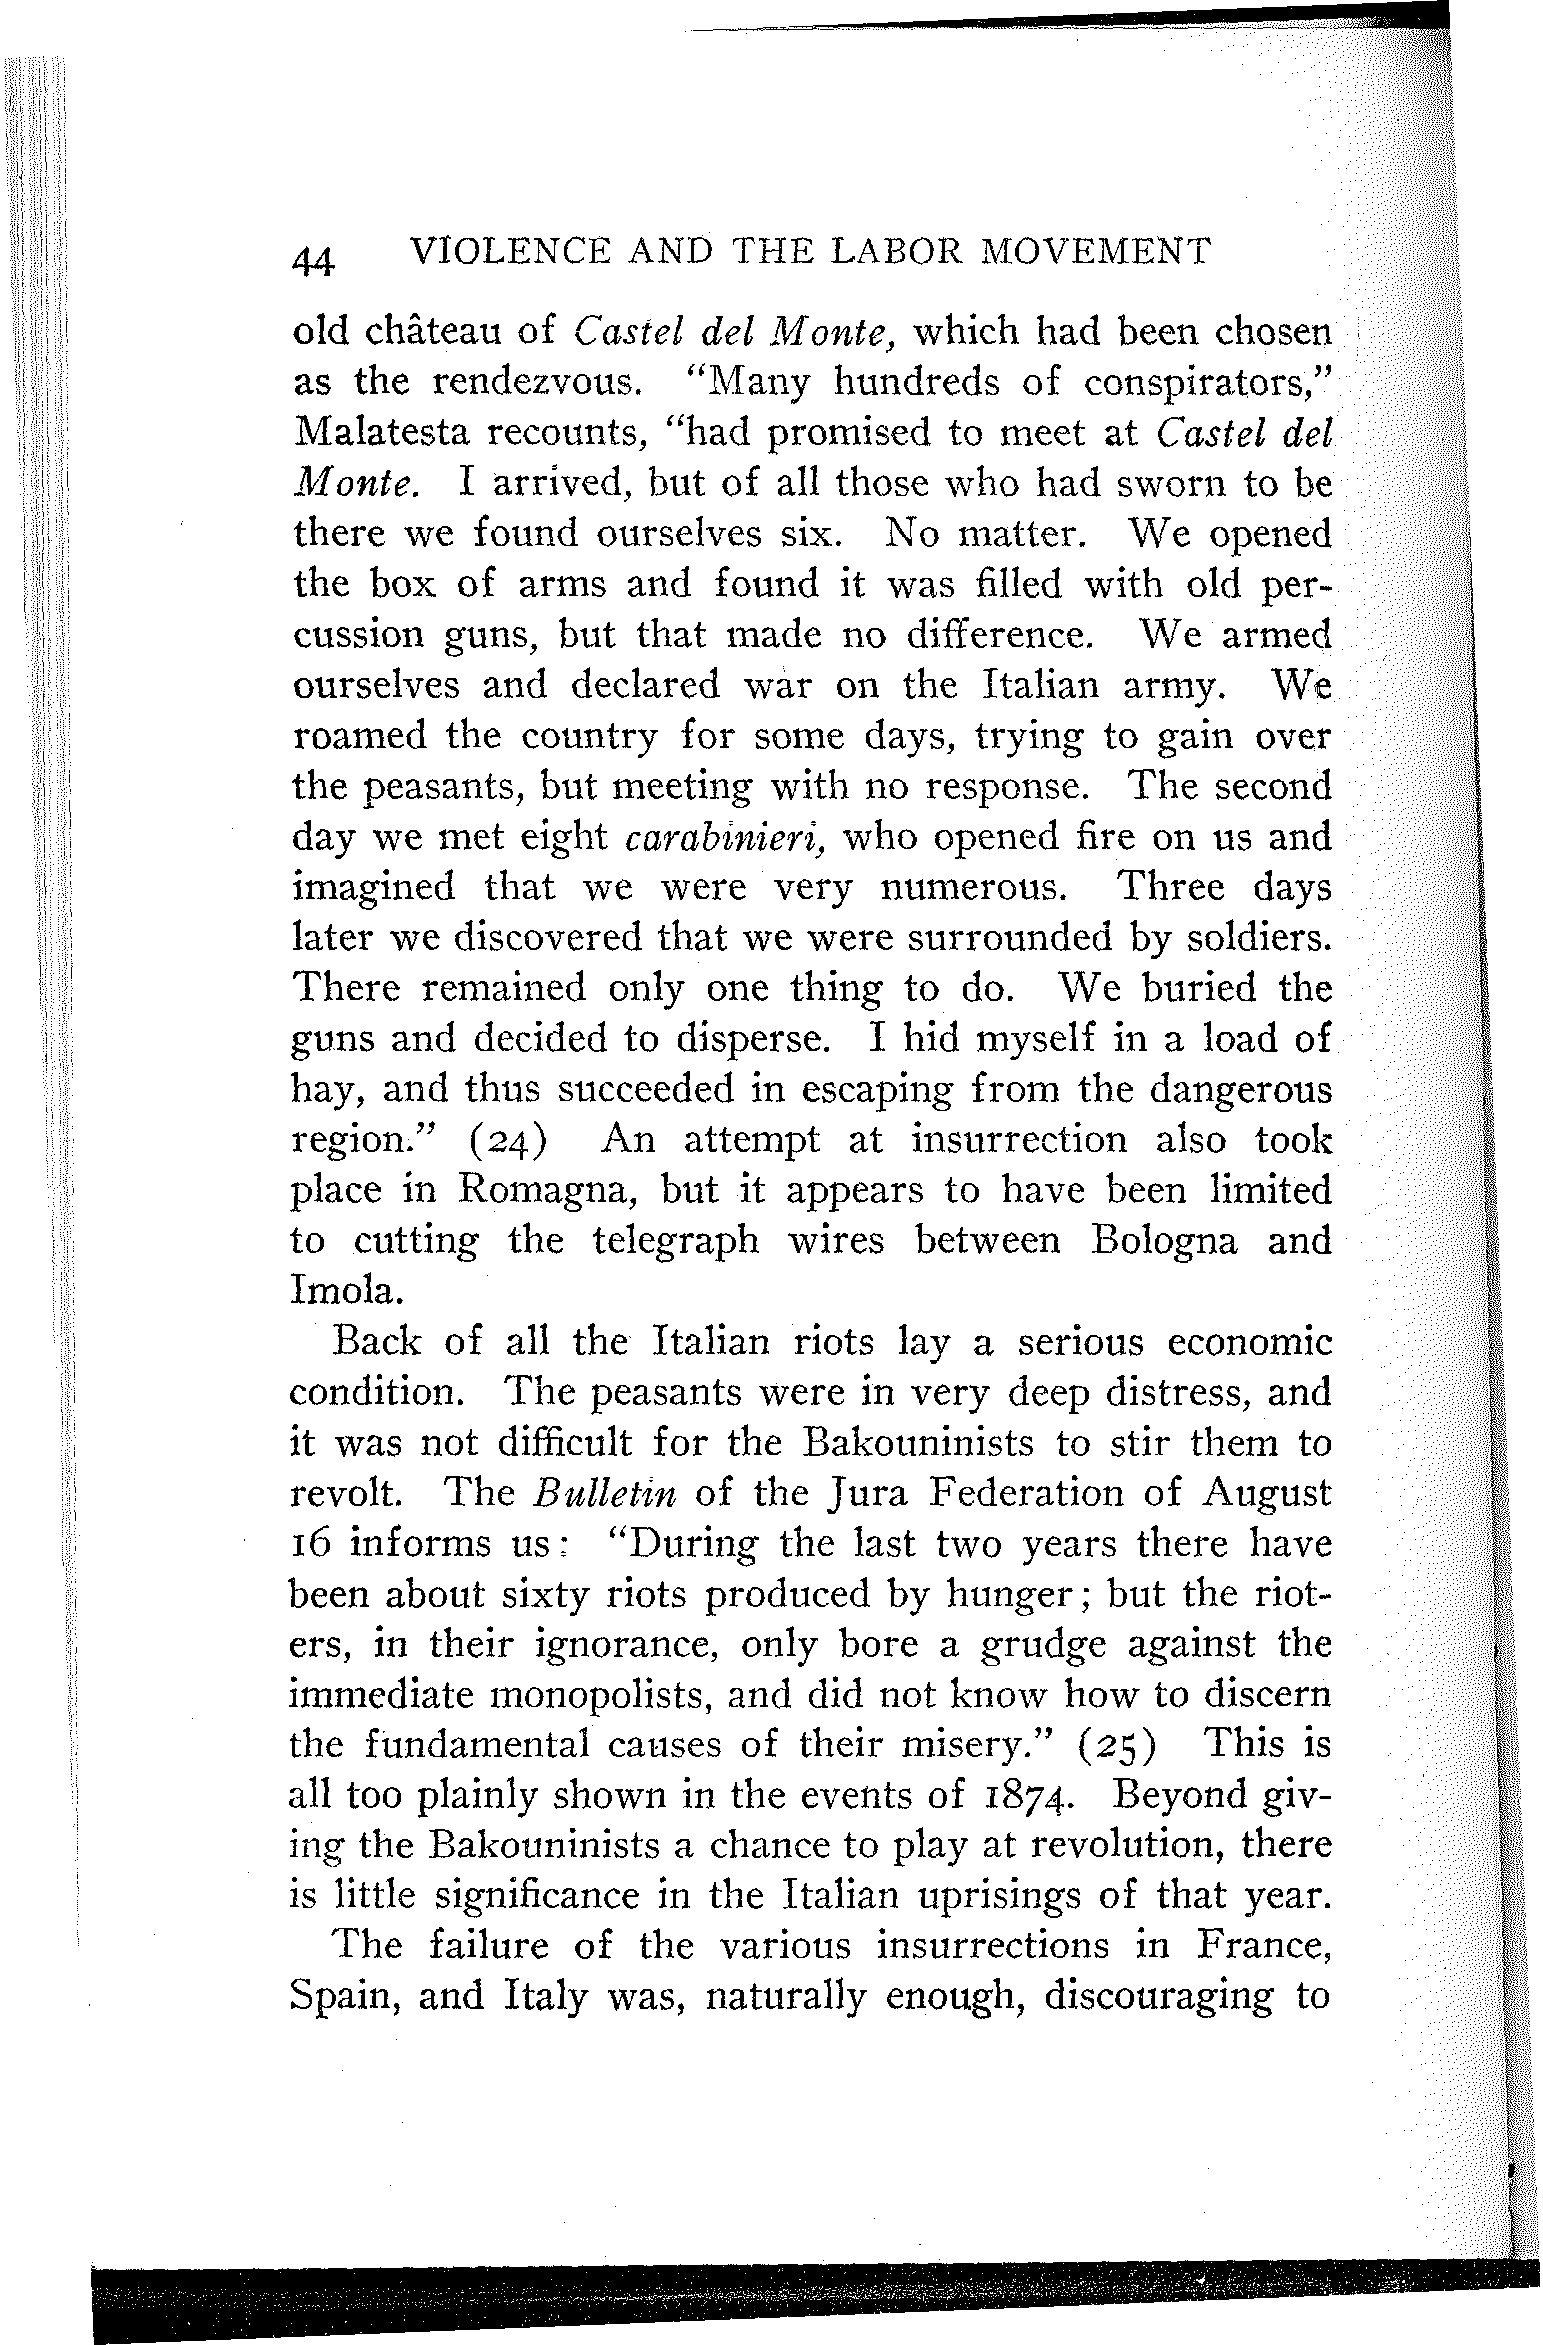 44 VIOLENCE AND THE LABOR MOVEMENT
old château of Castel del Monte, which had been chosen
as the rendezvous. "Many hundreds of conspirators,"
Malatesta recounts, "had promised to meet at Castel del
Monte. I arrived, but of all those who had sworn to be
there we found ourselves six. No matter. We opened
the box of arms and found it was filled with old per-
cussion guns, but that made no difference. We armed
ourselves and declared war on the Italian army. We
roamed the country for some days, trying to gain over
the peasants, but meeting with no response. The second
day we met eight carabinieri, who opened fire on us and
imagined that we were very numerous. Three days
later we discovered that we were surrounded by soldiers.
There remained only one thing to do. We buried the
guns and decided to disperse. I hid myself in a load of
hay, and thus succeeded in escaping from the dangerous
region." (24) An attempt at insurrection also took
place in Romagna, but it appears to have been limited
to cutting the telegraph wires between Bologna and
Imola.
Back of all the Italian riots lay a serious economic
condition. The peasants were in very deep distress, and
it was not difficult for the Bakouninists to stir them to
revolt. The Bulletin of the Jura Federation of August
16 informs us: "During the last two years there have
been about sixty riots produced by hunger; but the riot-
ers, in their ignorance, only bore a grudge against the
immediate monopolists, and did not know how to discern
the fundamental causes of their misery." (25) This is
all too plainly shown in the events of 1874. Beyond giv-
ing the Bakouninists a chance to play at revolution, there
is little significance in the Italian uprisings of that year.
The failure of the various insurrections in France,
Spain, and Italy was, naturally enough, discouraging to